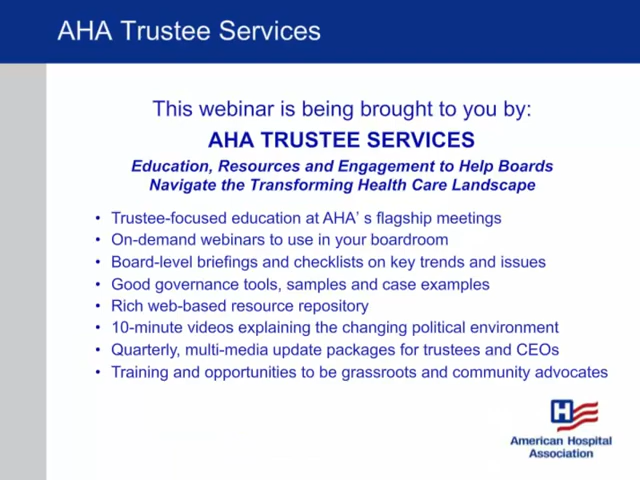 AHA Trustee Services
This webinar is being brought to you by:
AHA TRUSTEE SERVICES
Education, Resources and Engagement to Help Boards
Navigate the Transforming Health Care Landscape
• Trustee-focused education at AHA’ s flagship meetings
• On-demand webinars to use in your boardroom
• Board-level briefings and checklists on key trends and issues
• Good governance tools, samples and case examples
• Rich web-based resource repository
• 10-minute videos explaining the changing political environment
• Quarterly, multi-media update packages for trustees and CEOs
• Training and opportunities to be grassroots and community advocates
H
American Hospital
Association